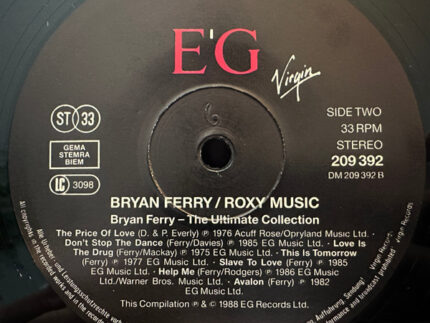 E'G
Virgin
ST 33
SIDE TWO
33 RPM
STEREO
209 392
DM 209 392 B
GEMA
STEMRA
BIEM
LC 3098
BRYAN FERRY / ROXY MUSIC
Bryan Ferry – The Ultimate Collection
The Price Of Love (D. & P. Everly) ℗ 1976 Acuff Rose/Opryland Music Ltd. ·
Don't Stop The Dance (Ferry/Davies) ℗ 1985 EG Music Ltd. · Love Is
The Drug (Ferry/Mackay) ℗ 1975 EG Music Ltd. · This Is Tomorrow
(Ferry) ℗ 1977 EG Music Ltd. · Slave To Love (Ferry) ℗ 1985
EG Music Ltd. · Help Me (Ferry/Rodgers) ℗ 1986 EG Music
Ltd./Warner Bros. Music Ltd. · Avalon (Ferry) ℗ 1982
EG Music Ltd.
This Compilation ℗ & © 1988 EG Records Ltd.
Virgin Records